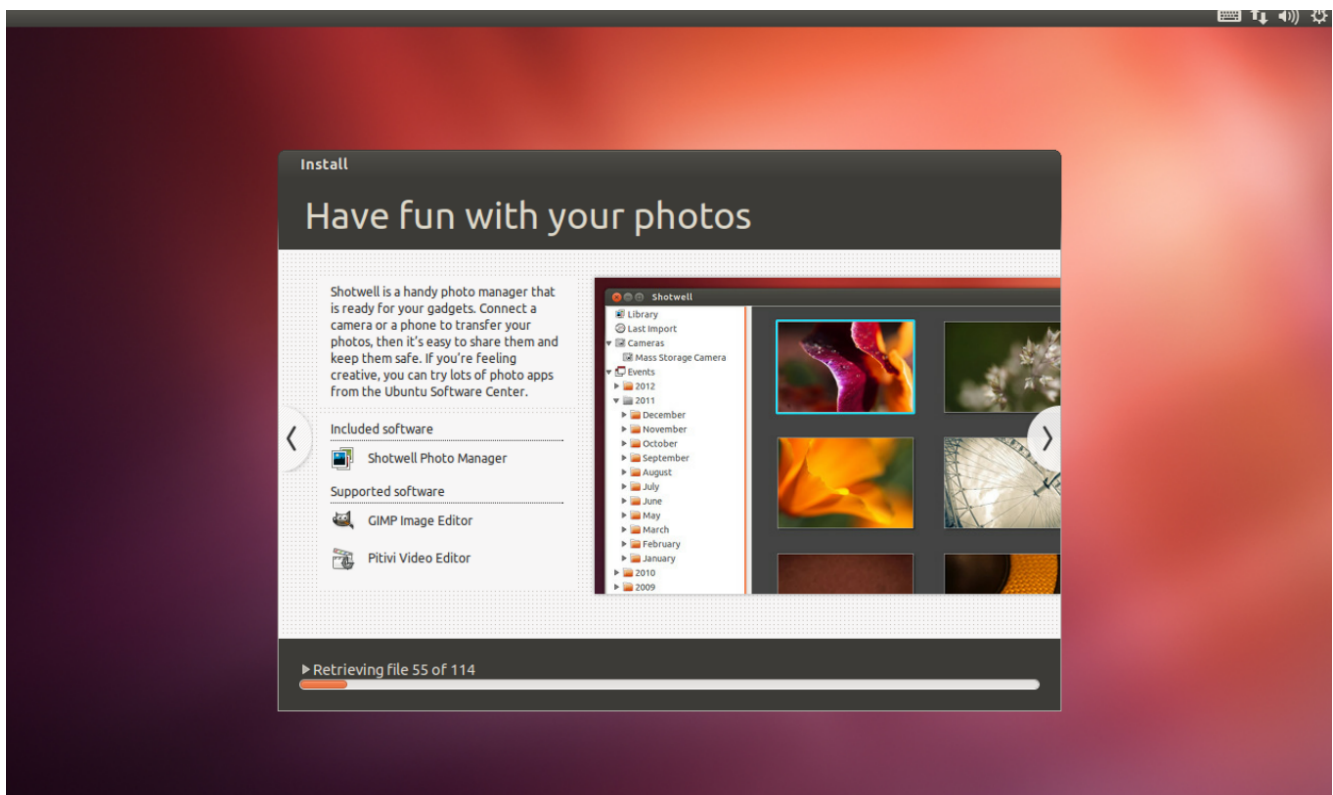 Install
Have fun with your photos
Shotwell is a handy photo manager that
is ready for your gadgets. Connect a
camera or a phone to transfer your
photos, then it's easy to share them and
keep them safe. If you're feeling
creative, you can try lots of photo apps
from the Ubuntu Software Center.
Included software
Shotwell Photo Manager
Supported software
GIMP Image Editor
Pitivi Video Editor
Shotwell
Library
Last Import
Cameras
Mass Storage Camera
Events
2012
2011
December
November
October
September
August
July
June
May
March
February
January
2010
2009
Retrieving file 55 of 114